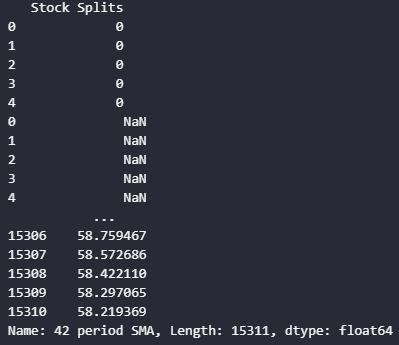 Stock Splits
0 0
1 0
2 0
3 0
4 0
0 NaN
1 NaN
2 NaN
3 NaN
4 NaN
...
15306 58.759467
15307 58.572686
15308 58.422110
15309 58.297065
15310 58.219369
Name: 42 period SMA, Length: 15311, dtype: float64